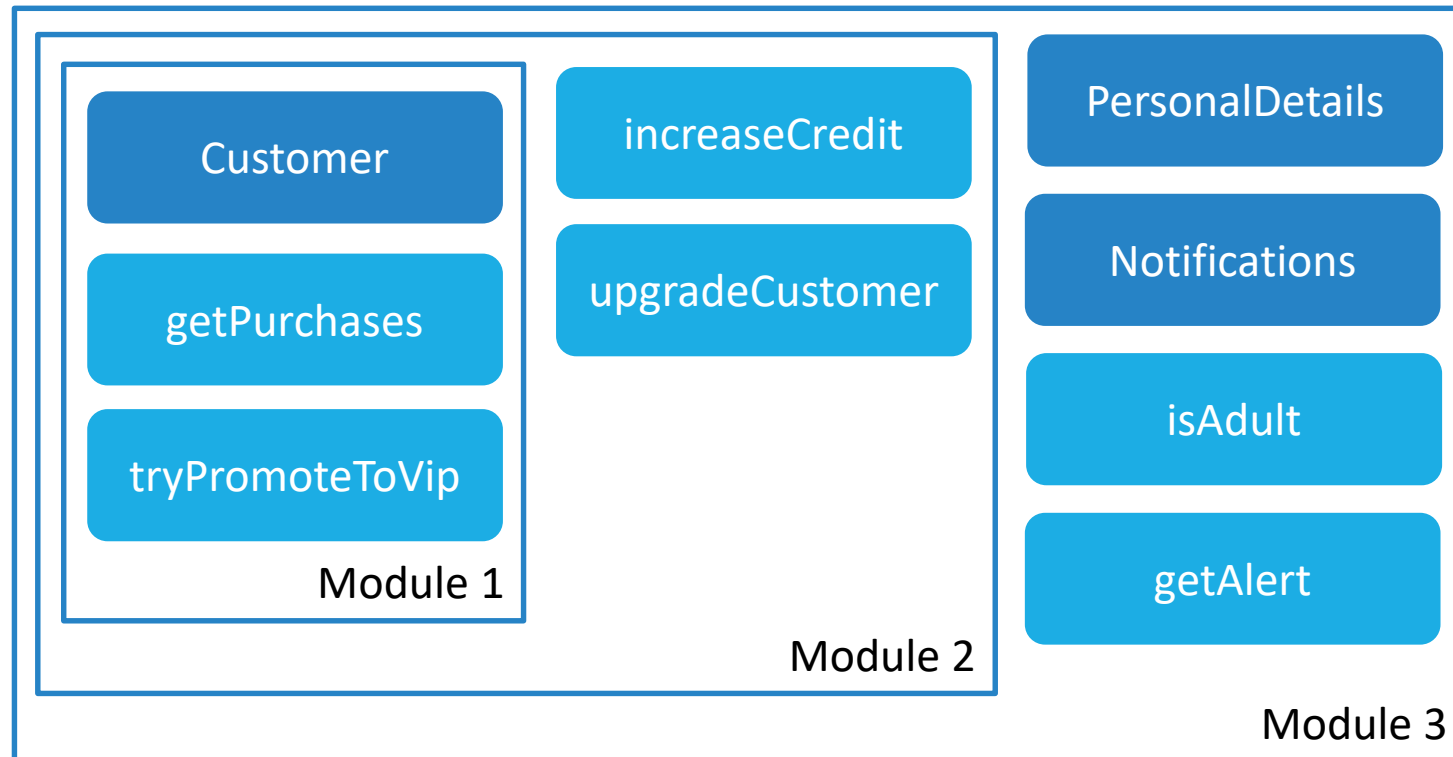 Customer
getPurchases
tryPromoteToVip
Module 1
increaseCredit
upgradeCustomer
Module 2
PersonalDetails
Notifications
isAdult
getAlert
Module 3